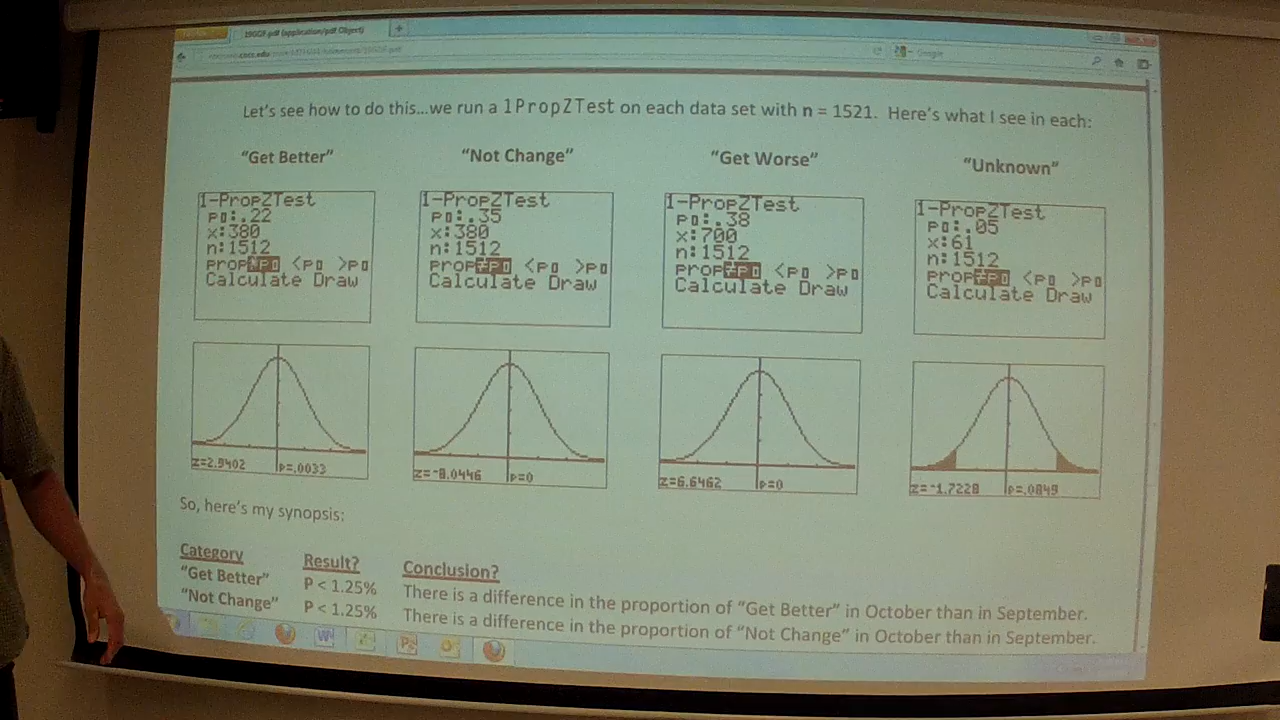 19GOF.pdf (application/pdf Object)
Google
Let's see how to do this...we run a 1PropZTest on each data set with n = 1521. Here's what I see in each:
"Get Better" "Not Change" "Get Worse" "Unknown"
1-PropZTest
p0:.22
x:380
n:1512
prop≠p0 <p0 >p0
Calculate Draw
1-PropZTest
p0:.35
x:380
n:1512
prop≠p0 <p0 >p0
Calculate Draw
1-PropZTest
p0:.38
x:700
n:1512
prop≠p0 <p0 >p0
Calculate Draw
1-PropZTest
p0:.05
x:61
n:1512
prop≠p0 <p0 >p0
Calculate Draw
z=2.9402 p=.0033
z=-8.0446 p=0
z=6.6462 p=0
z=-1.7228 p=.0849
So, here's my synopsis:
Category Result? Conclusion?
"Get Better" P < 1.25% There is a difference in the proportion of "Get Better" in October than in September.
"Not Change" P < 1.25% There is a difference in the proportion of "Not Change" in October than in September.